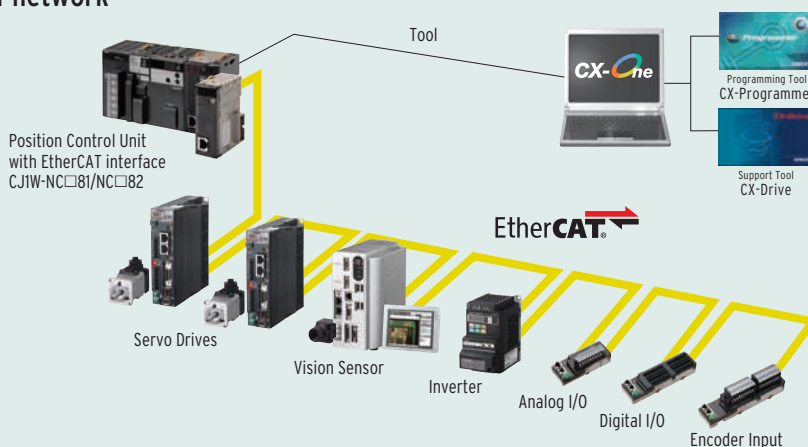 network
Tool
CX-One
Programming Tool
CX-Programme
Support Tool
CX-Drive
Position Control Unit
with EtherCAT interface
CJ1W-NC□81/NC□82
EtherCAT®
Servo Drives
Vision Sensor
Inverter
Analog I/O
Digital I/O
Encoder Input